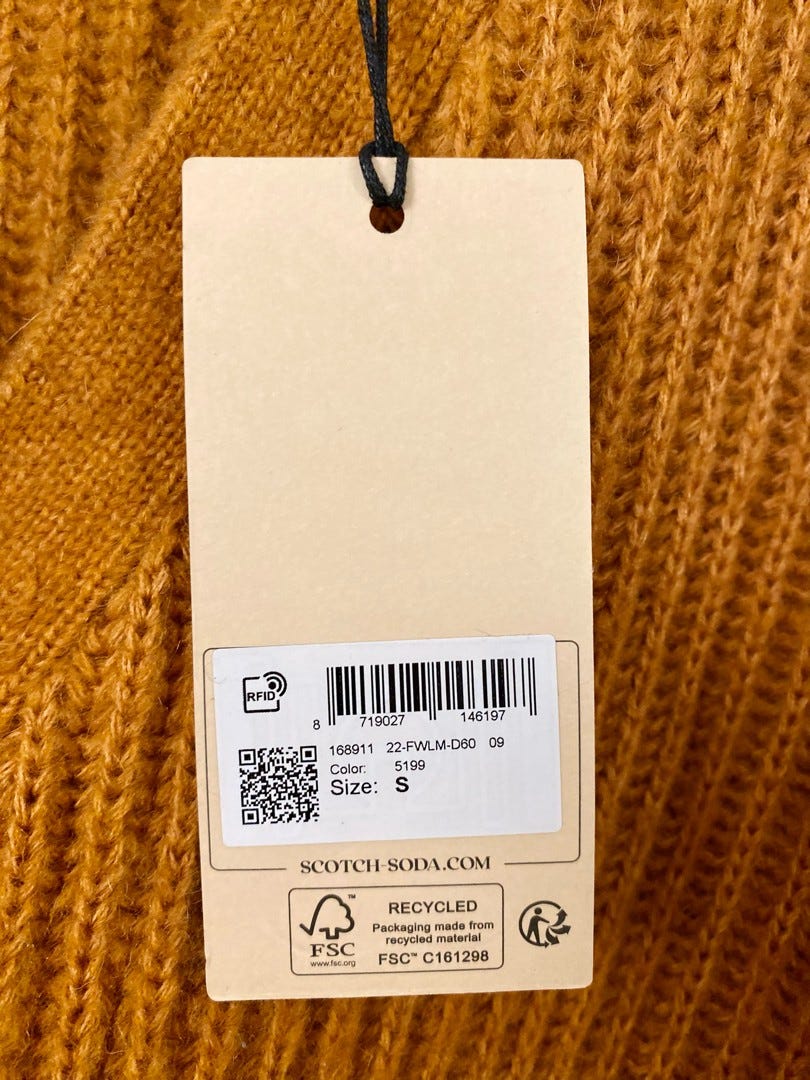 RFID
8 719027 146197
168911 22-FWLM-D60 09
Color: 5199
Size: S
SCOTCH-SODA.COM
FSC™
www.fsc.org
RECYCLED
Packaging made from
recycled material
FSC™ C161298